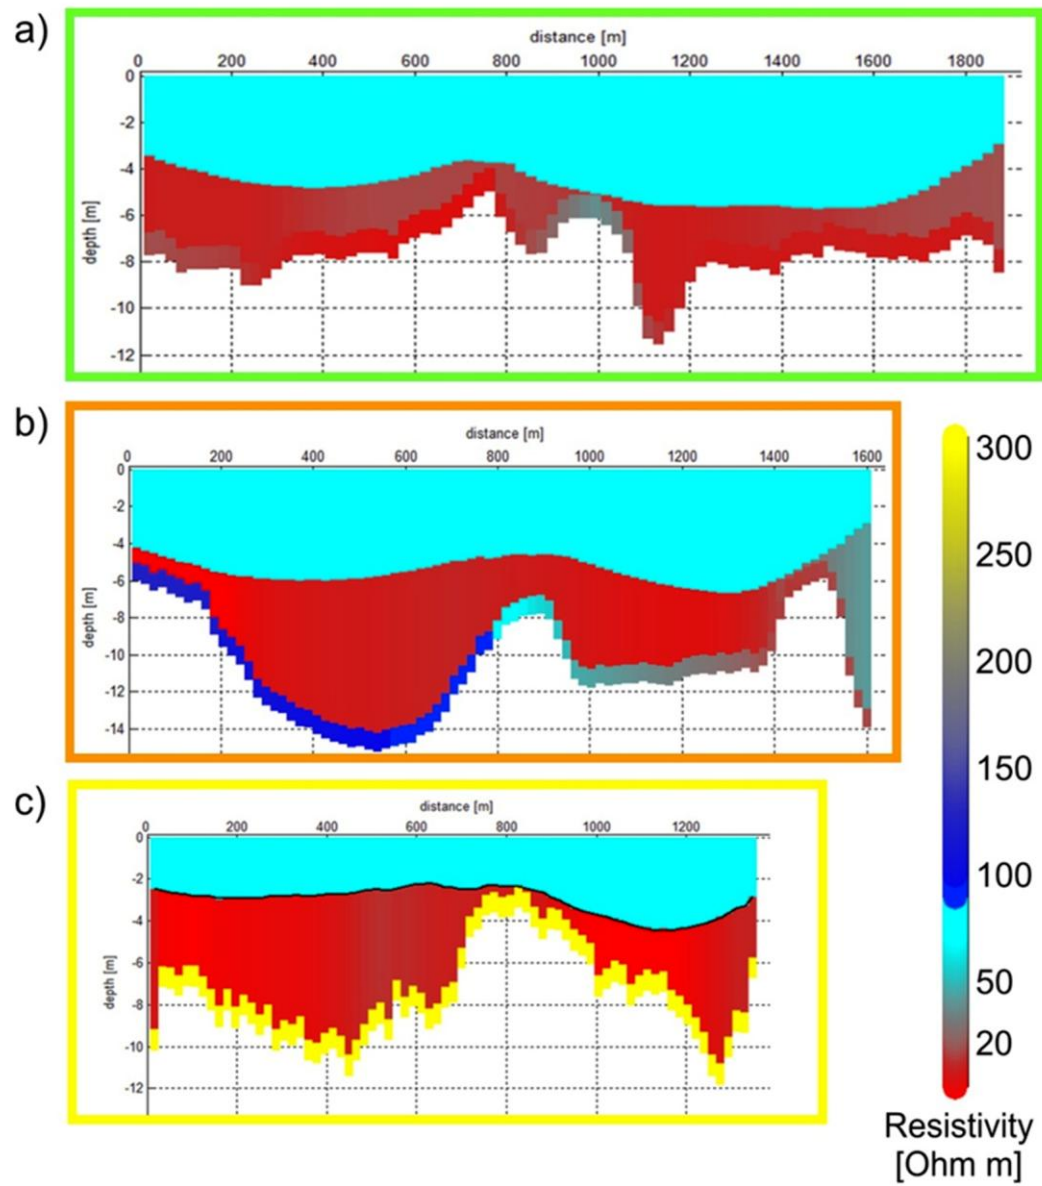 a)
distance [m]
0 200 400 600 800 1000 1200 1400 1600 1800
0
-2
-4
-6
-8
-10
-12
depth [m]
b)
distance [m]
0 200 400 600 800 1000 1200 1400 1600
0
-2
-4
-6
-8
-10
-12
-14
depth [m]
c)
distance [m]
0 200 400 600 800 1000 1200
0
-2
-4
-6
-8
-10
-12
depth [m]
300
250
200
150
100
50
20
Resistivity
[Ohm m]